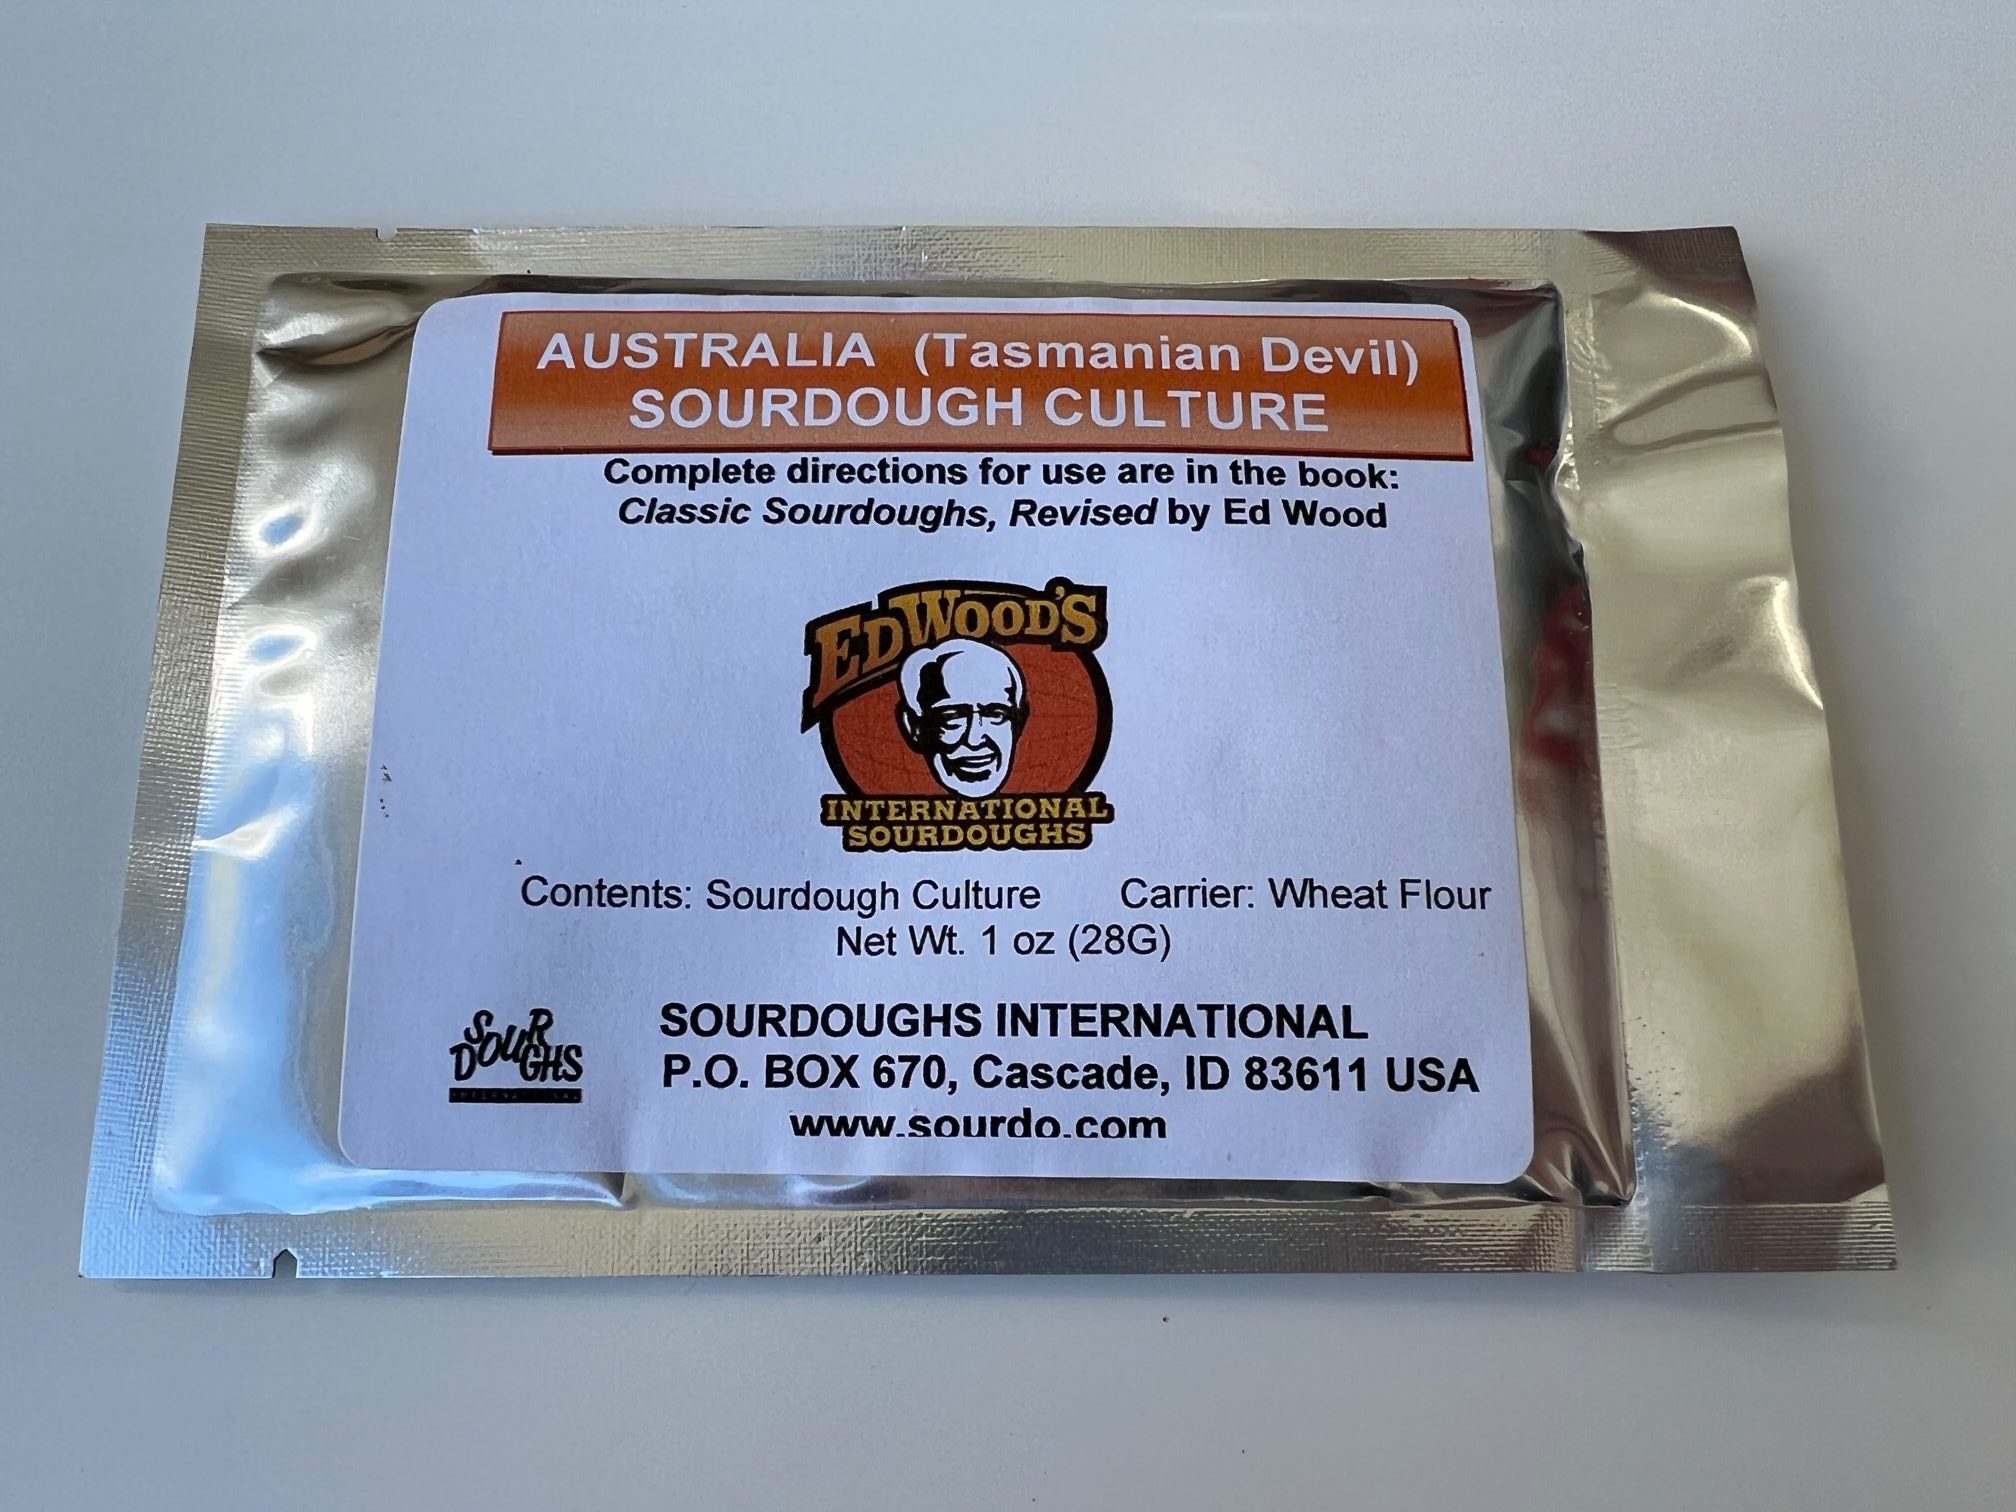 AUSTRALIA (Tasmanian Devil)
SOURDOUGH CULTURE
Complete directions for use are in the book:
Classic Sourdoughs, Revised by Ed Wood
ED WOOD'S
INTERNATIONAL
SOURDOUGHS
Contents: Sourdough Culture Carrier: Wheat Flour
Net Wt. 1 oz (28G)
SOURDOUGHS
INTERNATIONAL
SOURDOUGHS INTERNATIONAL
P.O. BOX 670, Cascade, ID 83611 USA
www.sourdo.com